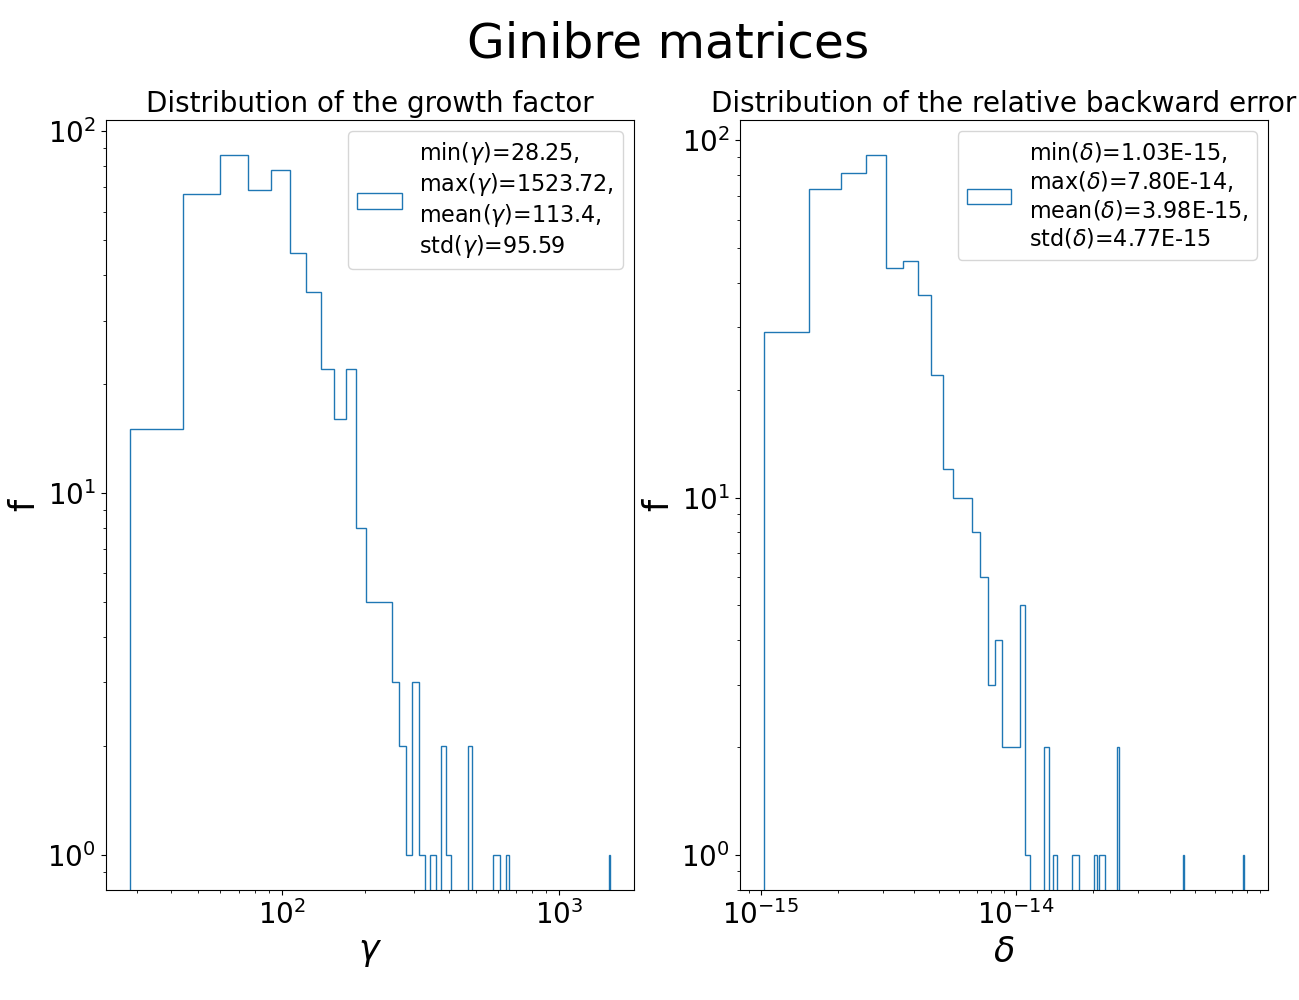 Ginibre matrices
Distribution of the growth factor
min(γ)=28.25,
max(γ)=1523.72,
mean(γ)=113.4,
std(γ)=95.59
10²
10¹
10⁰
f
10²
10³
γ
Distribution of the relative backward error
min(δ)=1.03E-15,
max(δ)=7.80E-14,
mean(δ)=3.98E-15,
std(δ)=4.77E-15
10²
10¹
10⁰
f
10⁻¹⁵
10⁻¹⁴
δ